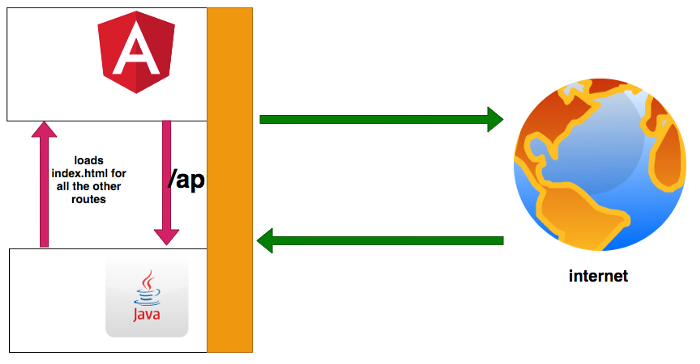 A
loads
index.html for
all the other
routes
/ap
Java
internet